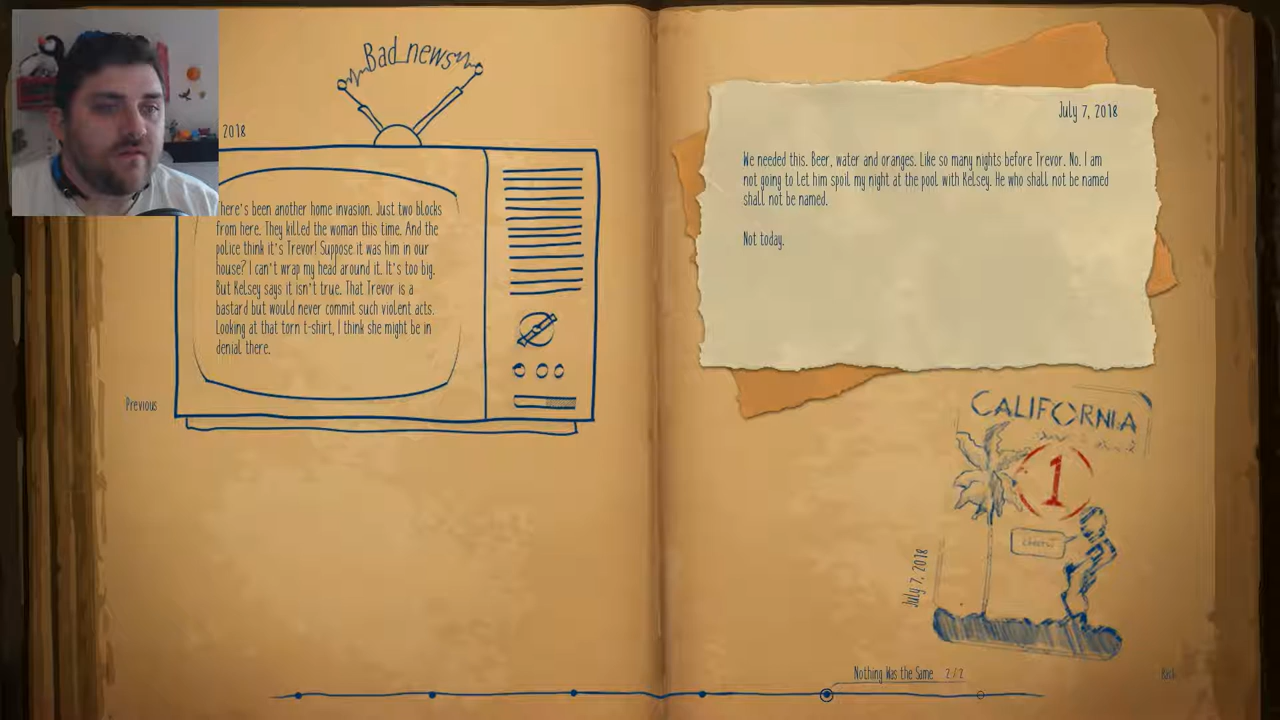 Bad news
2018
here's been another home invasion. Just two blocks
from here. They killed the woman this time. And the
police think it's Trevor! Suppose it was him in our
house? I can't wrap my head around it. It's too big.
But Kelsey says it isn't true. That Trevor is a
bastard but would never commit such violent acts.
Looking at that torn t-shirt, I think she might be in
denial there.
Previous
July 7, 2018
We needed this. Beer, water and oranges. Like so many nights before Trevor. No. I am
not going to let him spoil my night at the pool with Kelsey. He who shall not be named
shall not be named.
Not today.
CALIFORNIA
1
July 7, 2018
Nothing Was the Same 2/2
Back